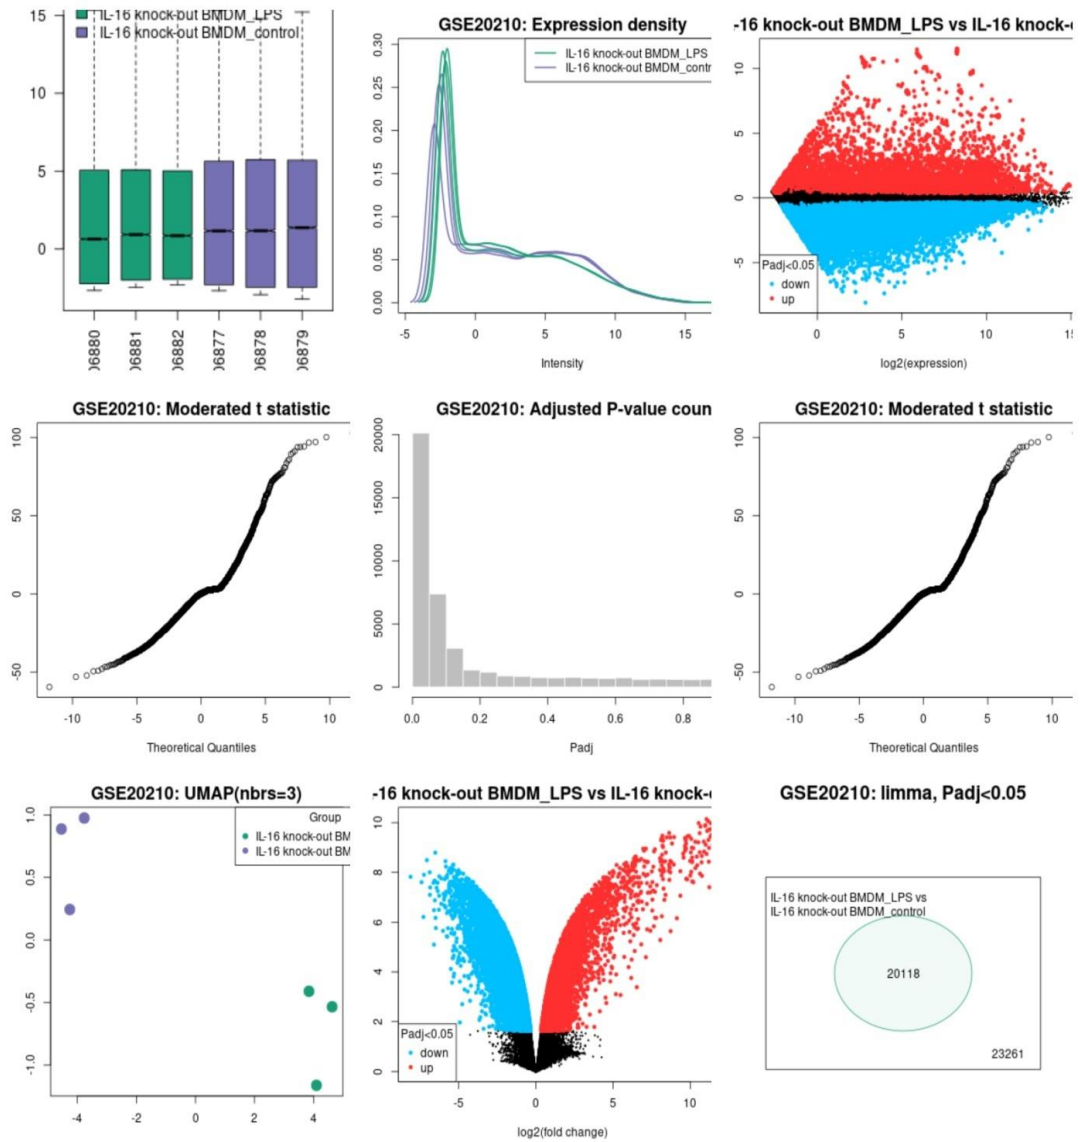 IL-16 knock-out BMDM_LPS
IL-16 knock-out BMDM_control
15
10
5
0
06880
06881
06882
06877
06878
06879
GSE20210: Expression density
IL-16 knock-out BMDM_LPS
IL-16 knock-out BMDM_contr
0.30
0.25
0.20
0.15
0.10
0.05
0.00
-5 0 5 10 15
Intensity
-16 knock-out BMDM_LPS vs IL-16 knock-
10
5
0
-5
Padj<0.05
down
up
0 5 10 15
log2(expression)
GSE20210: Moderated t statistic
100
50
0
-50
-10 -5 0 5 10
Theoretical Quantiles
GSE20210: Adjusted P-value coun
20000
15000
10000
5000
0
0.0 0.2 0.4 0.6 0.8
Padj
GSE20210: Moderated t statistic
100
50
0
-50
-10 -5 0 5 10
Theoretical Quantiles
GSE20210: UMAP(nbrs=3)
Group
IL-16 knock-out BM
IL-16 knock-out BM
1.0
0.5
0.0
-0.5
-1.0
-4 -2 0 2 4
-16 knock-out BMDM_LPS vs IL-16 knock-
10
8
6
4
2
0
Padj<0.05
down
up
-5 0 5 10
log2(fold change)
GSE20210: limma, Padj<0.05
IL-16 knock-out BMDM_LPS vs
IL-16 knock-out BMDM_control
20118
23261